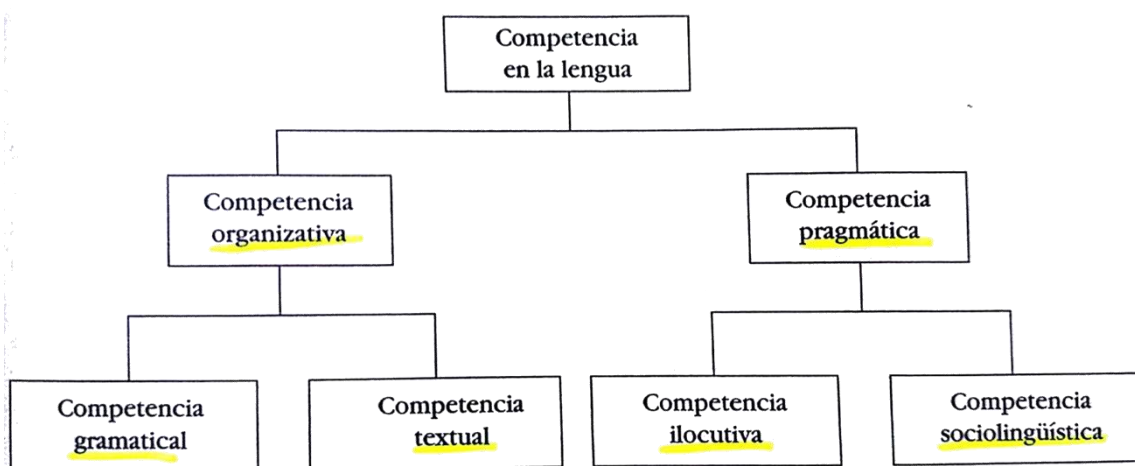 Competencia
en la lengua
Competencia
organizativa
Competencia
pragmática
Competencia
gramatical
Competencia
textual
Competencia
ilocutiva
Competencia
sociolingüística